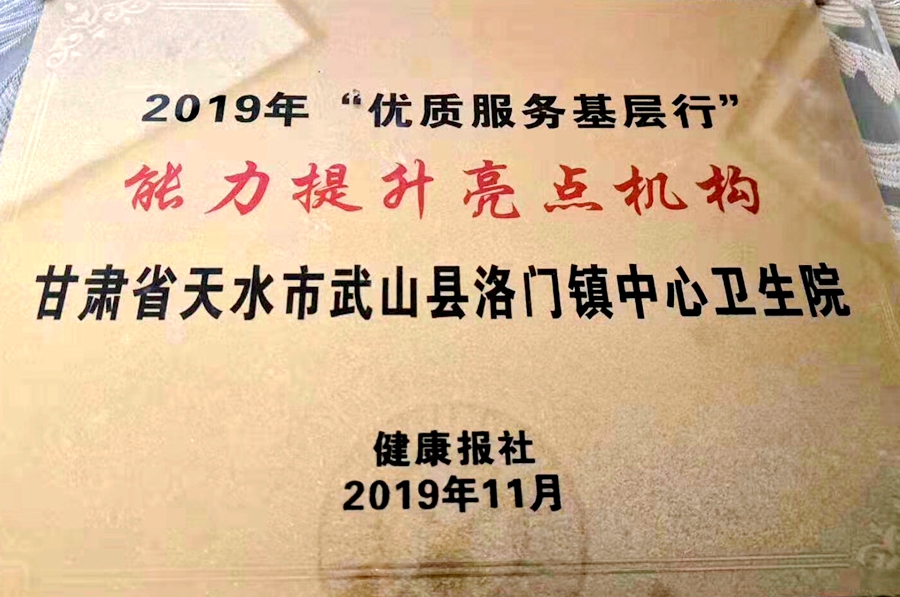 2019年“优质服务基层行”
能力提升亮点机构
甘肃省天水市武山县洛门镇中心卫生院
健康报社
2019年11月